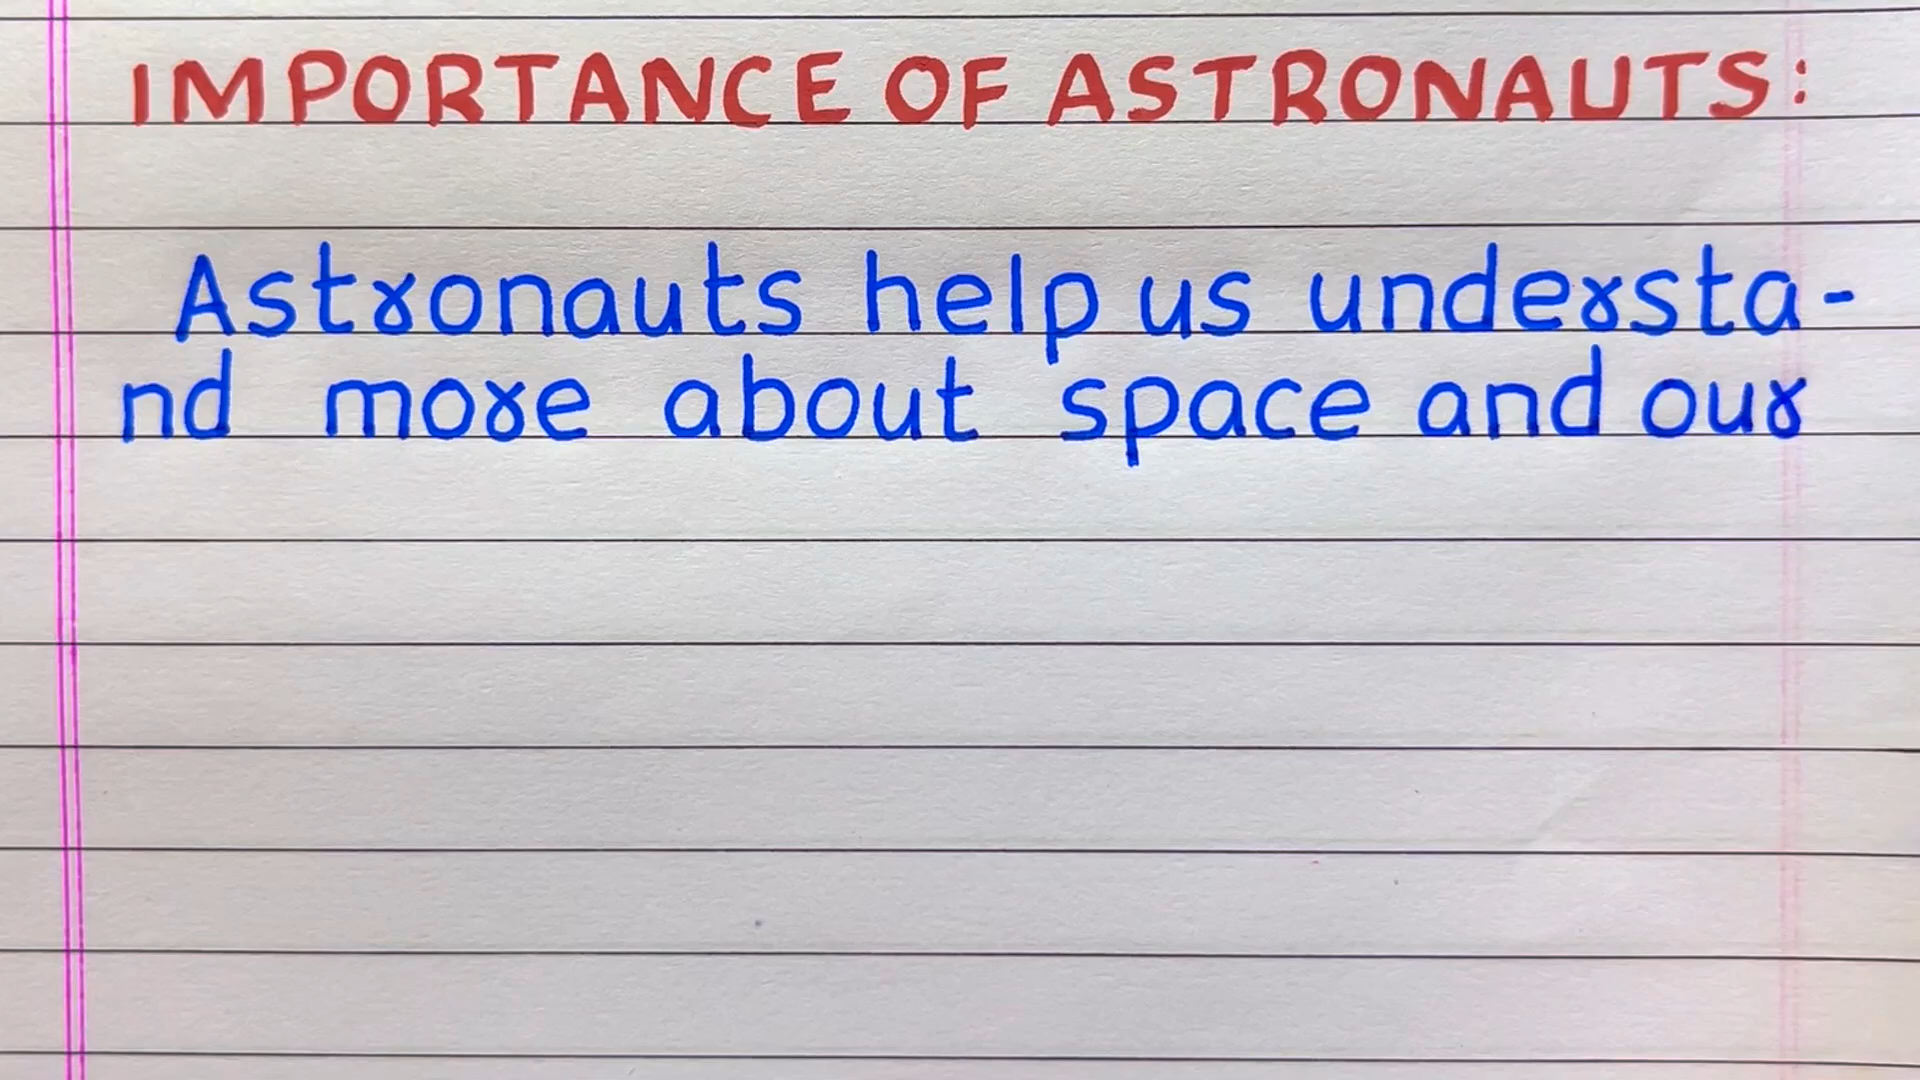 IMPORTANCE OF ASTRONAUTS:
Astronauts help us understa-
nd more about space and our